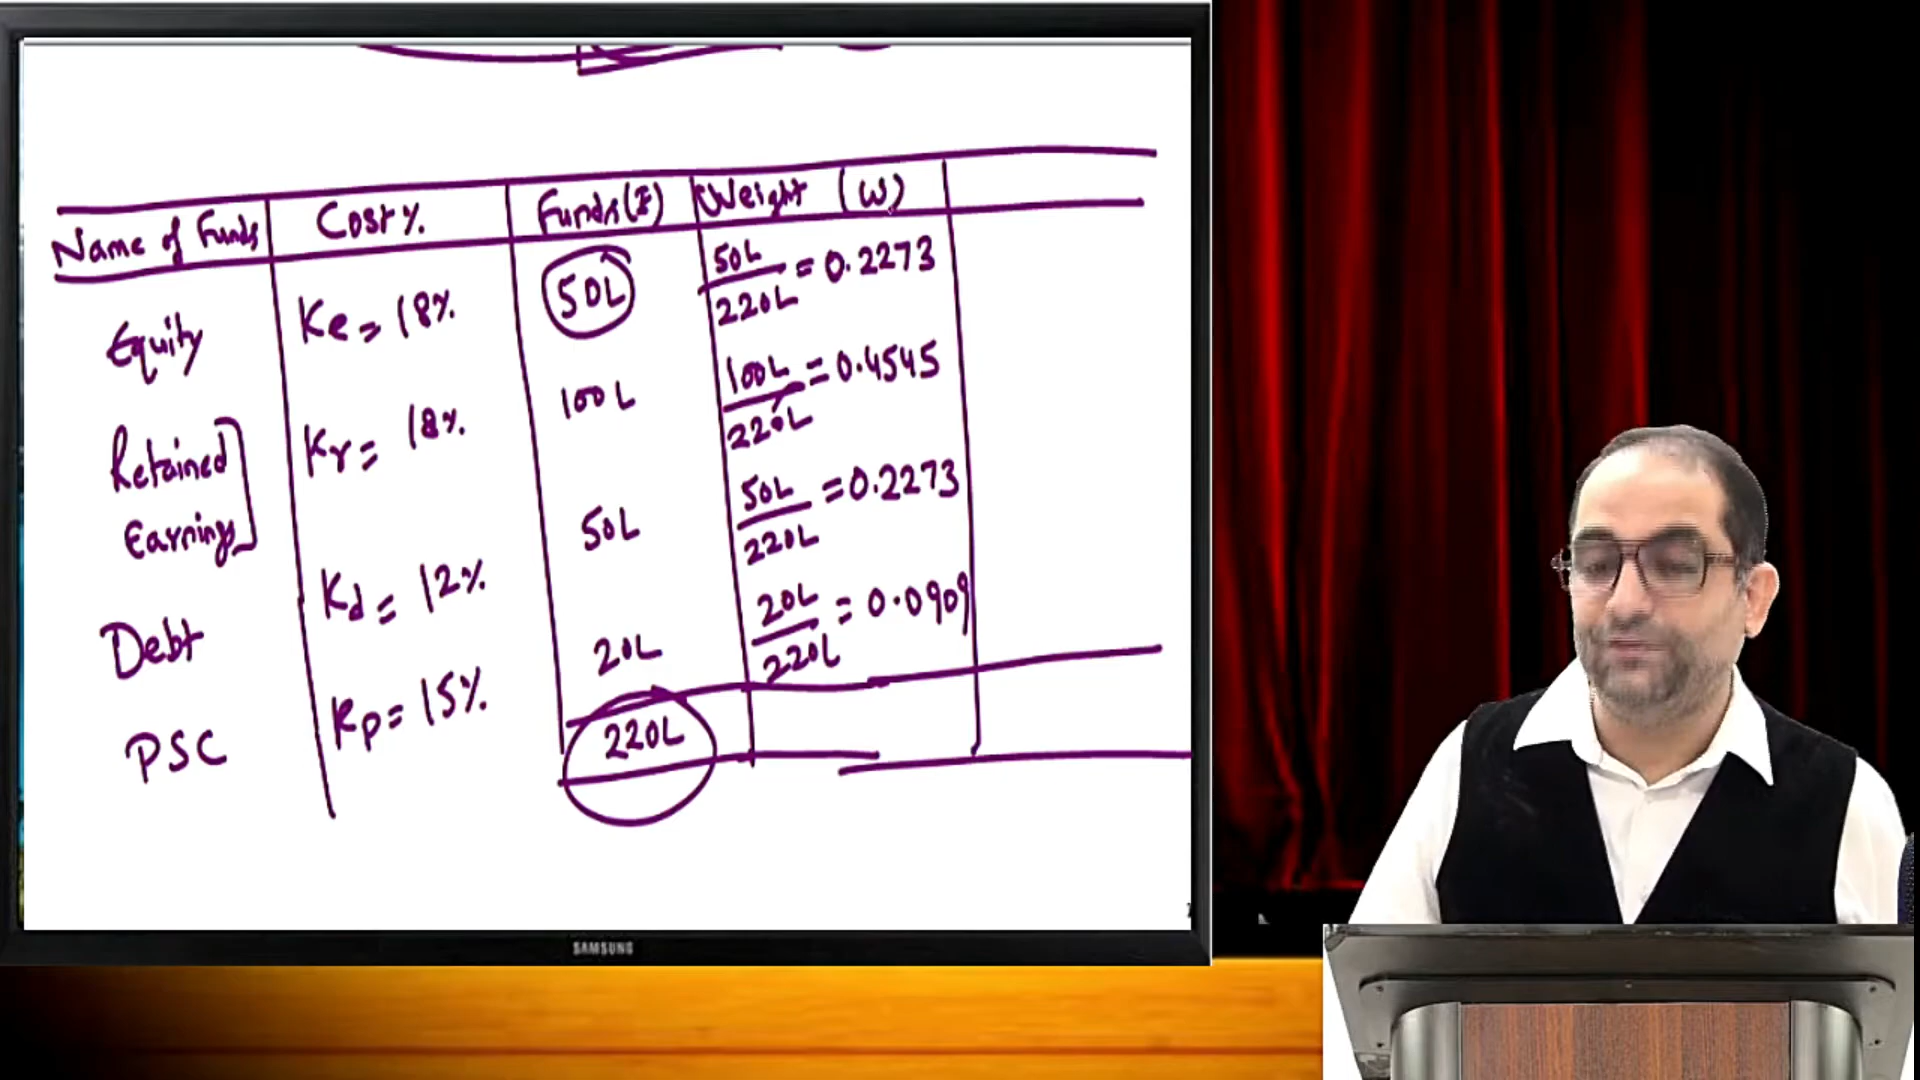 Name of Funds Cost% Funds(₹) Weight (W)
Equity Ke = 18% 50L 50L/220L = 0.2273
Retained Earnings Kr = 18% 100L 100L/220L = 0.4545
Debt Kd = 12% 50L 50L/220L = 0.2273
PSC Kp = 15% 20L 20L/220L = 0.0909
220L
SAMSUNG